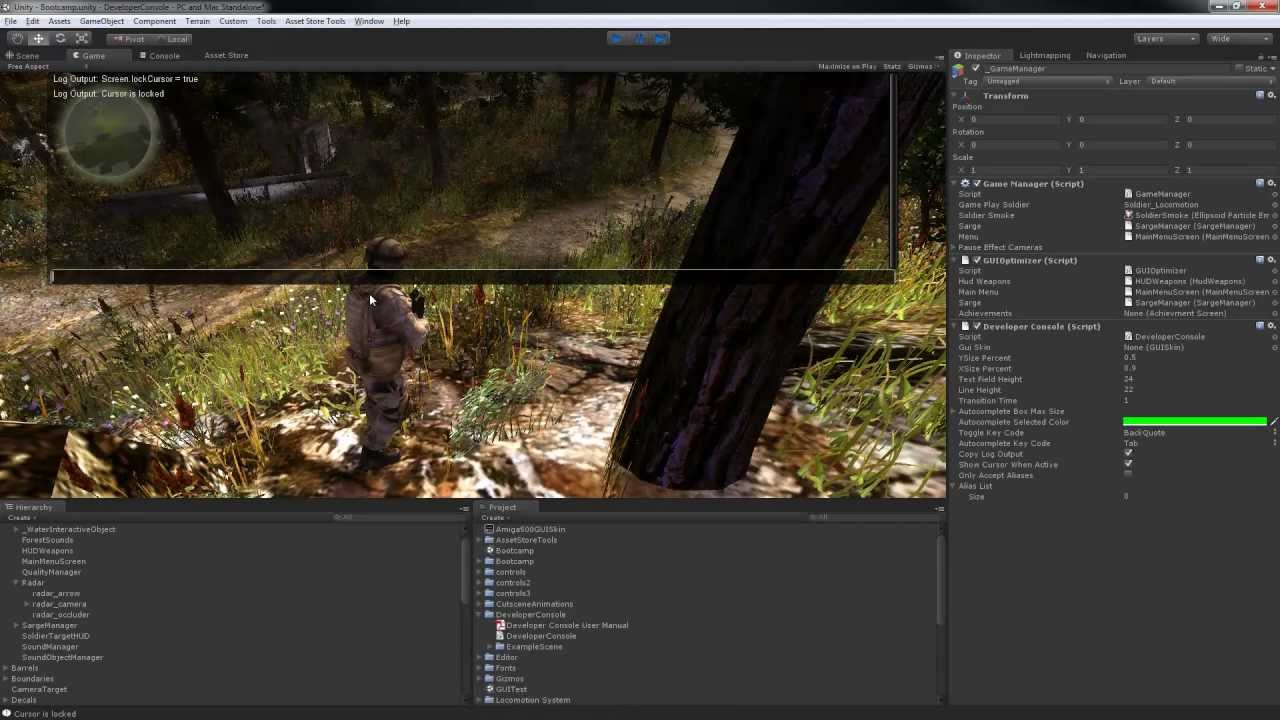 Unity - Bootcamp.unity - DeveloperConsole - PC and Mac Standalone*
File Edit Assets GameObject Component Terrain Custom Tools Asset Store Tools Window Help
Pivot Local Layers Wide
Scene Game Console Asset Store
Free Aspect Maximize on Play Stats Gizmos
Log Output: Screen.lockCursor = true
Log Output: Cursor is locked
Inspector Lightmapping Navigation
_GameManager Static
Tag Untagged Layer Default
Transform
Position
X 0 Y 0 Z 0
Rotation
X 0 Y 0 Z 0
Scale
X 1 Y 1 Z 1
Game Manager (Script)
Script GameManager
Game Play Soldier Soldier_Locomotion
Soldier Smoke SoldierSmoke (Ellipsoid Particle Em
Sarge SargeManager (SargeManager)
Menu MainMenuScreen (MainMenuScreen
Pause Effect Cameras
GUIOptimizer (Script)
Script GUIOptimizer
Hud Weapons HUDWeapons (HudWeapons)
Main Menu MainMenuScreen (MainMenuScreen
Sarge SargeManager (SargeManager)
Achievements None (Achievment Screen)
Developer Console (Script)
Script DeveloperConsole
Gui Skin None (GUISkin)
YSize Percent 0.5
XSize Percent 0.9
Text Field Height 24
Line Height 22
Transition Time 1
Autocomplete Box Max Size
Autocomplete Selected Color
Toggle Key Code BackQuote
Autocomplete Key Code Tab
Copy Log Output
Show Cursor When Active
Only Accept Aliases
Alias List
Size 0
Hierarchy
Create All
_WaterInteractiveObject
ForestSounds
HUDWeapons
MainMenuScreen
QualityManager
Radar
radar_arrow
radar_camera
radar_occluder
SargeManager
SoldierTargetHUD
SoundManager
SoundObjectManager
Barrels
Boundaries
CameraTarget
Decals
Project
Create All
Amiga500GUISkin
AssetStoreTools
Bootcamp
Bootcamp
controls
controls2
controls3
CutsceneAnimations
DeveloperConsole
Developer Console User Manual
DeveloperConsole
ExampleScene
Editor
Fonts
Gizmos
GUITest
Locomotion System
Cursor is locked